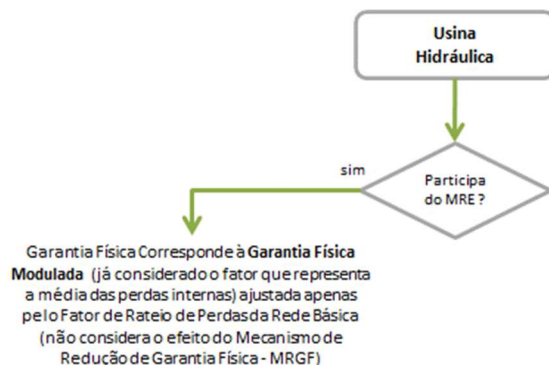 Usina
Hidráulica
sim
Participa
do MRE?
Garantia Física Corresponde à Garantia Física
Modulada (já considerado o fator que representa
a média das perdas internas) ajustada apenas
pelo Fator de Rateio de Perdas da Rede Básica
(não considera o efeito do Mecanismo de
Redução de Garantia Física - MRGF)